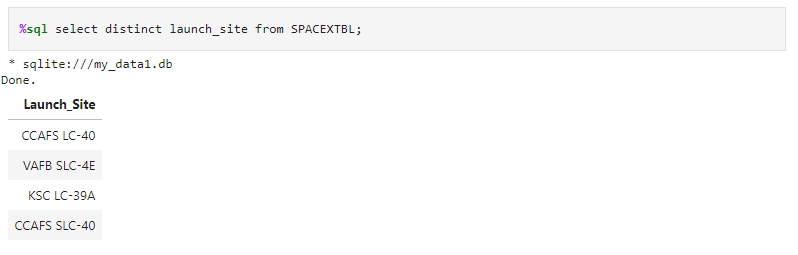 %sql select distinct launch_site from SPACEXTBL;
* sqlite:///my_data1.db
Done.
Launch_Site
CCAFS LC-40
VAFB SLC-4E
KSC LC-39A
CCAFS SLC-40